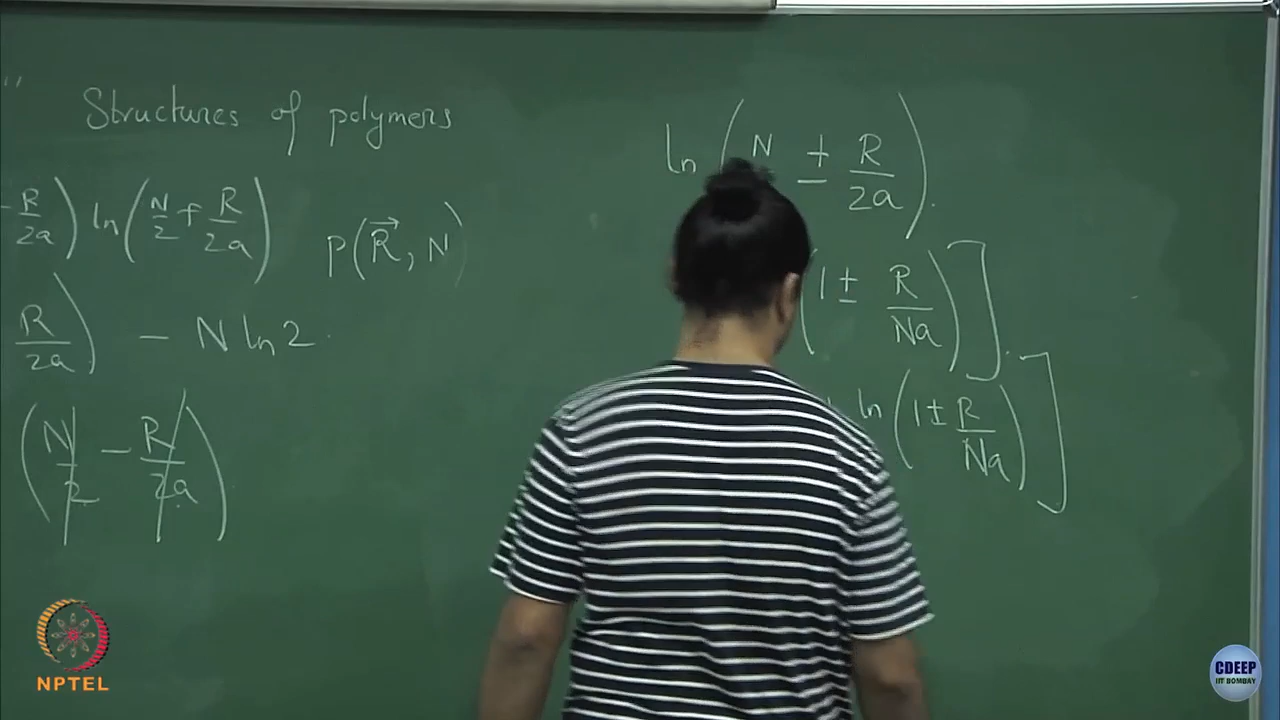 " Structures of polymers
- R/2a) ln(N/2 + R/2a) P(R⃗, N)
R/2a) - N ln 2
(N/2 - R/2a)
ln(N ± R/2a).
(1 ± R/Na)].
ln(1 ± R/Na)]
NPTEL
CDEEP
IIT BOMBAY